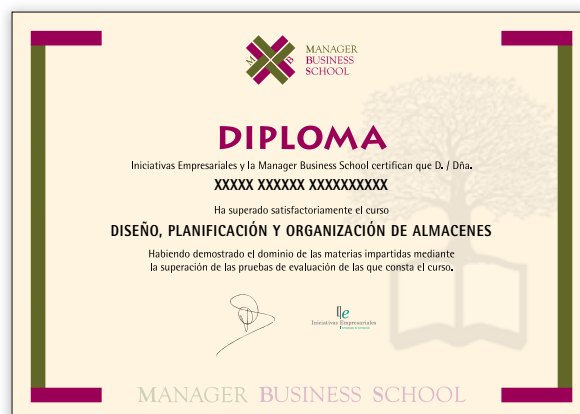 M B
MANAGER
BUSINESS
SCHOOL
DIPLOMA
Iniciativas Empresariales y la Manager Business School certifican que D. / Dña.
XXXXX XXXXXX XXXXXXXXXX
Ha superado satisfactoriamente el curso
DISEÑO, PLANIFICACIÓN Y ORGANIZACIÓN DE ALMACENES
Habiendo demostrado el dominio de las materias impartidas mediante
la superación de las pruebas de evaluación de las que consta el curso.
Iniciativas Empresariales
MANAGER BUSINESS SCHOOL